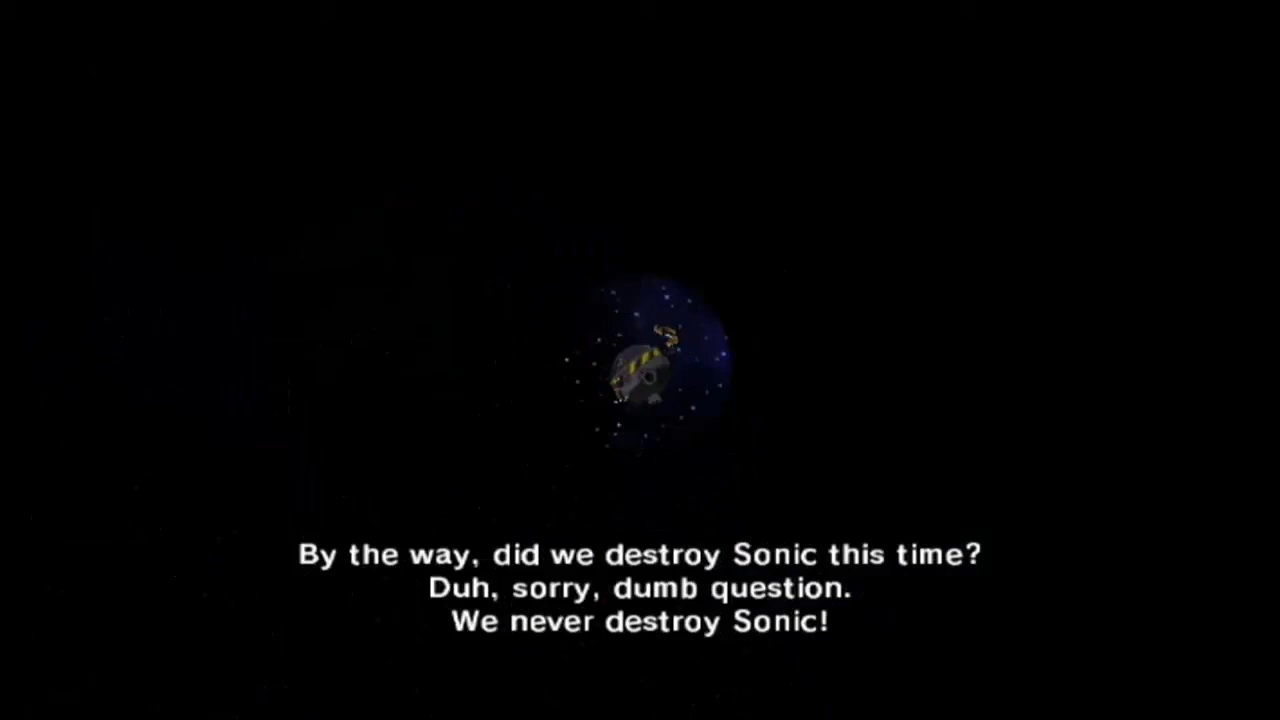 By the way, did we destroy Sonic this time?
Duh, sorry, dumb question.
We never destroy Sonic!